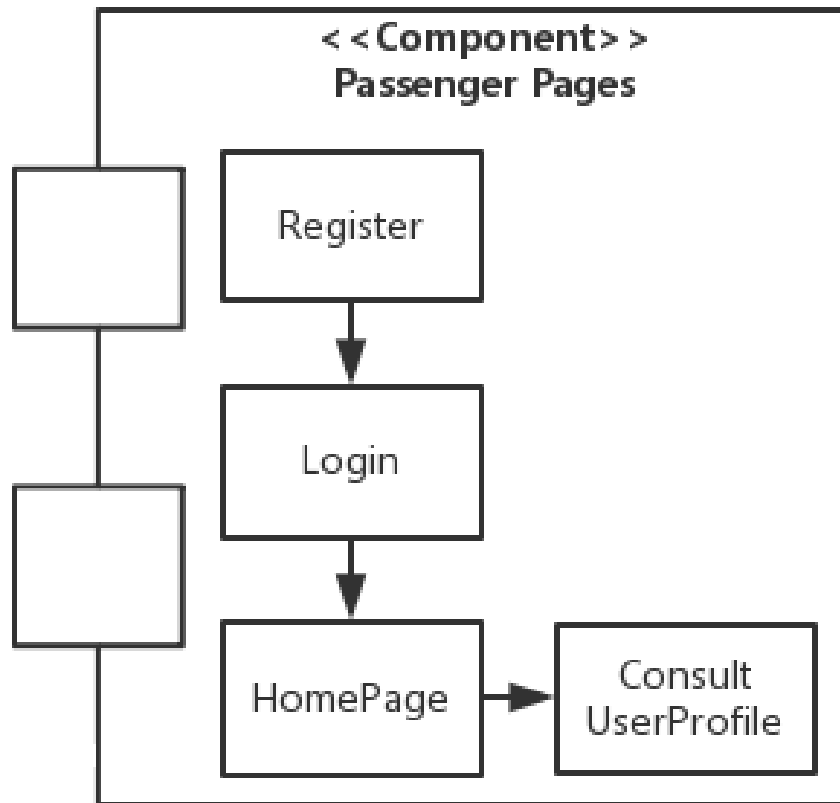 <<Component>>
Passenger Pages
Register
Login
HomePage
Consult
UserProfile